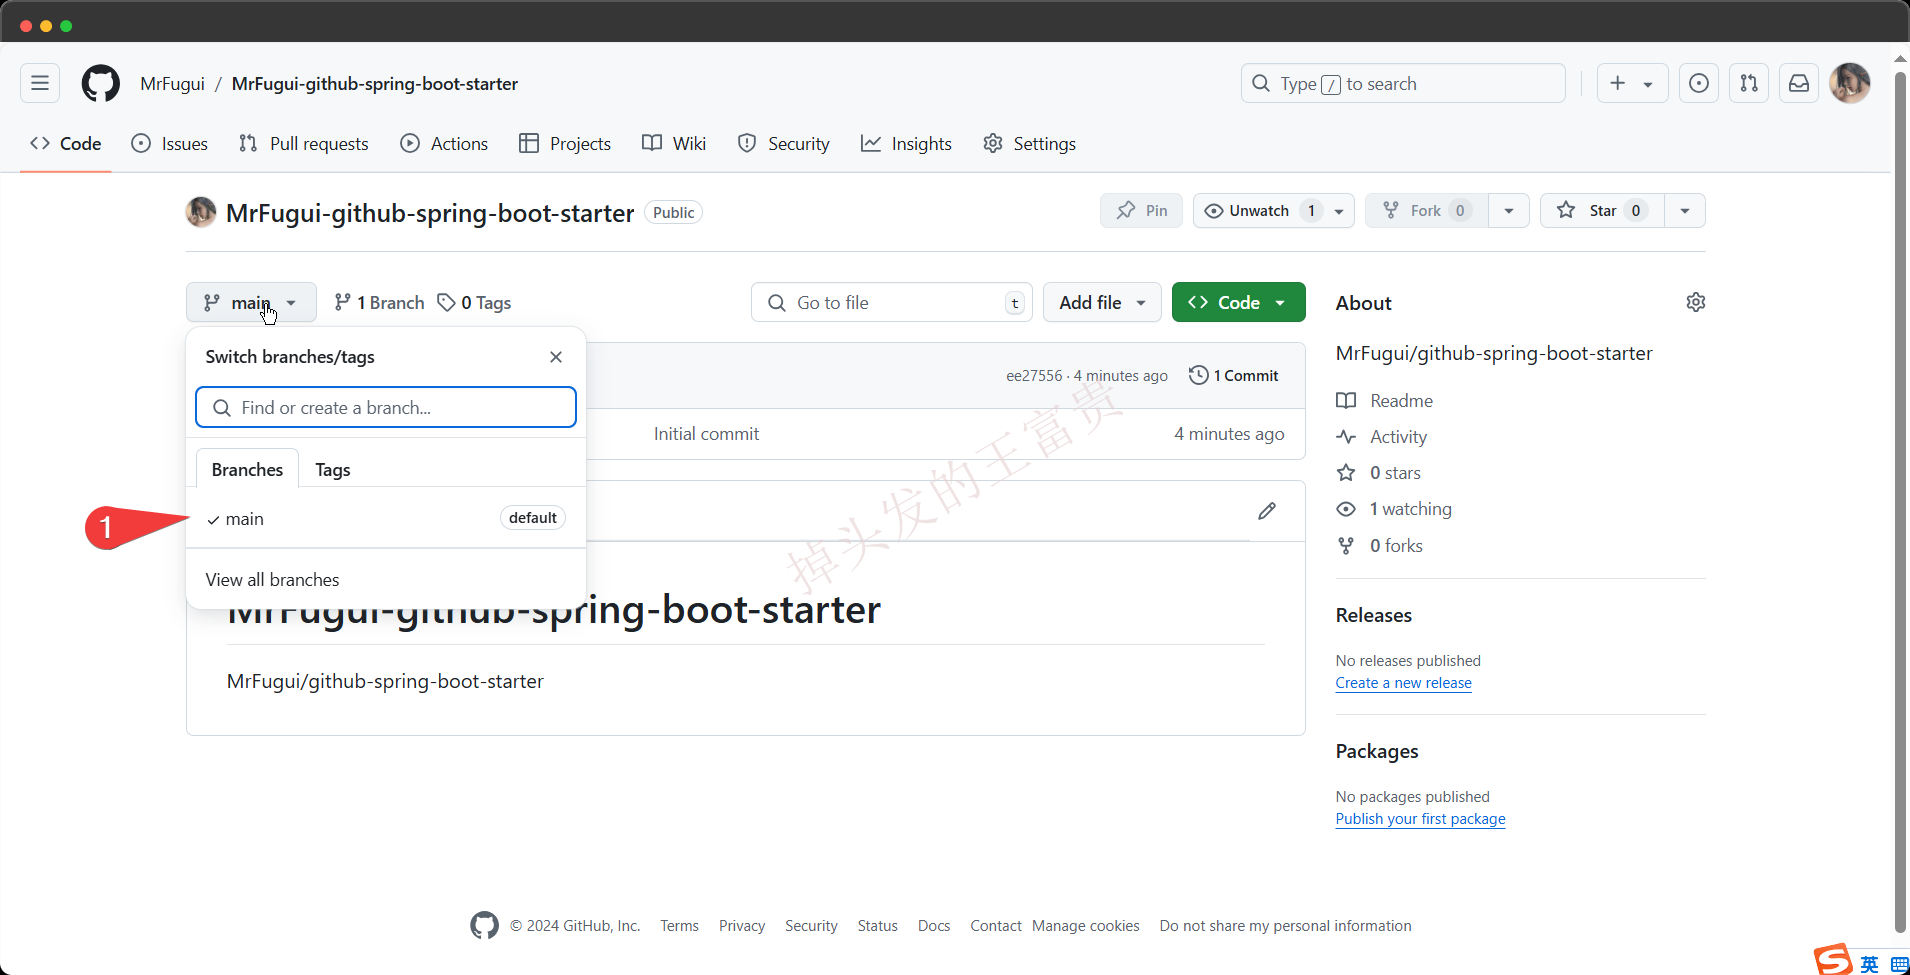 MrFugui / MrFugui-github-spring-boot-starter
Type / to search
Code Issues Pull requests Actions Projects Wiki Security Insights Settings
MrFugui-github-spring-boot-starter Public
Pin Unwatch 1 Fork 0 Star 0
main 1 Branch 0 Tags
Go to file t Add file Code
Switch branches/tags
Find or create a branch...
Branches Tags
1
main default
View all branches
ee27556 · 4 minutes ago 1 Commit
Initial commit 4 minutes ago
掉头发的王富贵
MrFugui-github-spring-boot-starter
MrFugui/github-spring-boot-starter
About
MrFugui/github-spring-boot-starter
Readme
Activity
0 stars
1 watching
0 forks
Releases
No releases published
Create a new release
Packages
No packages published
Publish your first package
© 2024 GitHub, Inc. Terms Privacy Security Status Docs Contact Manage cookies Do not share my personal information
S 英